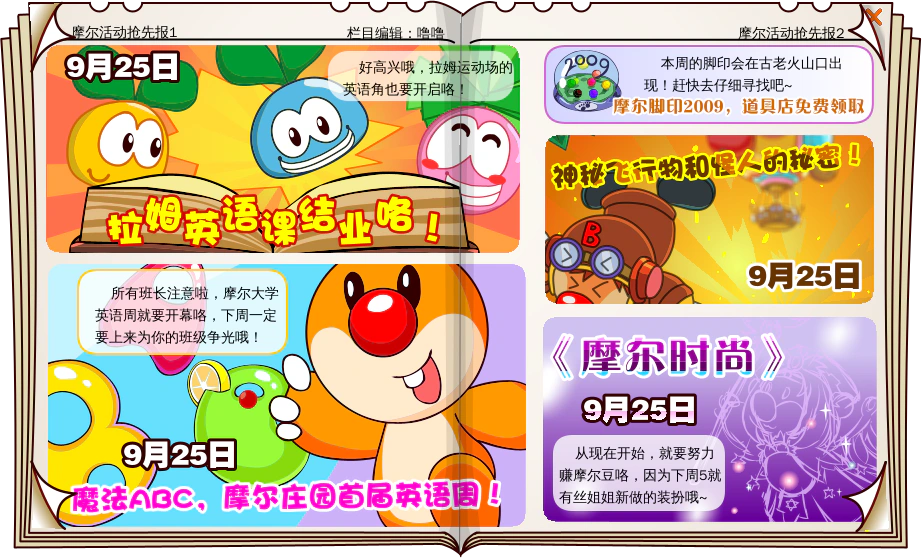 摩尔活动抢先报1
栏目编辑：噜噜
9月25日
好高兴哦，拉姆运动场的
英语角也要开启咯！
拉姆英语课结业咯！
所有班长注意啦，摩尔大学
英语周就要开幕咯，下周一定
要上来为你的班级争光哦！
9月25日
魔法ABC，摩尔庄园首届英语周！
摩尔活动抢先报2
2009
本周的脚印会在古老火山口出
现！赶快去仔细寻找吧~
摩尔脚印2009，道具店免费领取
神秘飞行物和怪人的秘密！
B
9月25日
《摩尔时尚》
9月25日
从现在开始，就要努力
赚摩尔豆咯，因为下周5就
有丝姐姐新做的装扮哦~